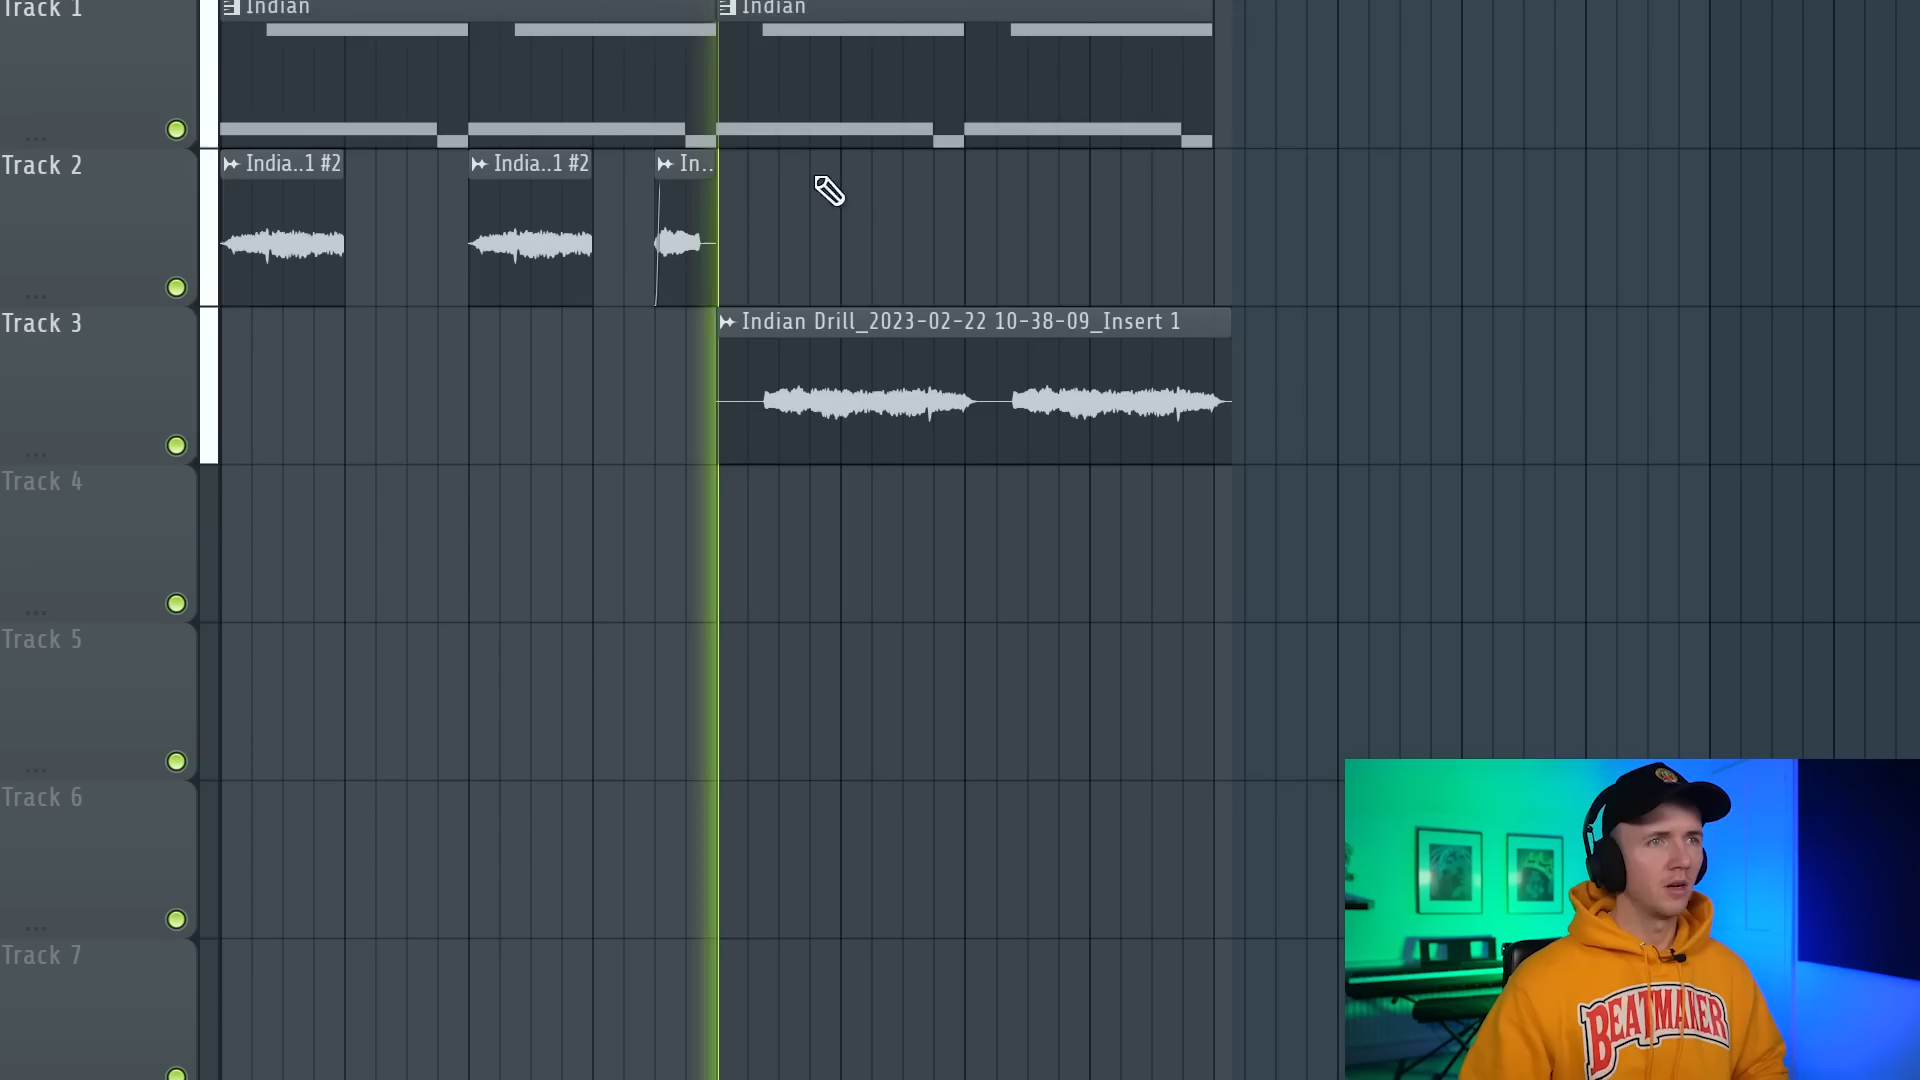 Track 1
Indian
Indian
Track 2
India..1 #2
India..1 #2
In..
Track 3
Indian Drill_2023-02-22 10-38-09_Insert 1
Track 4
Track 5
Track 6
Track 7
BEATMAKER